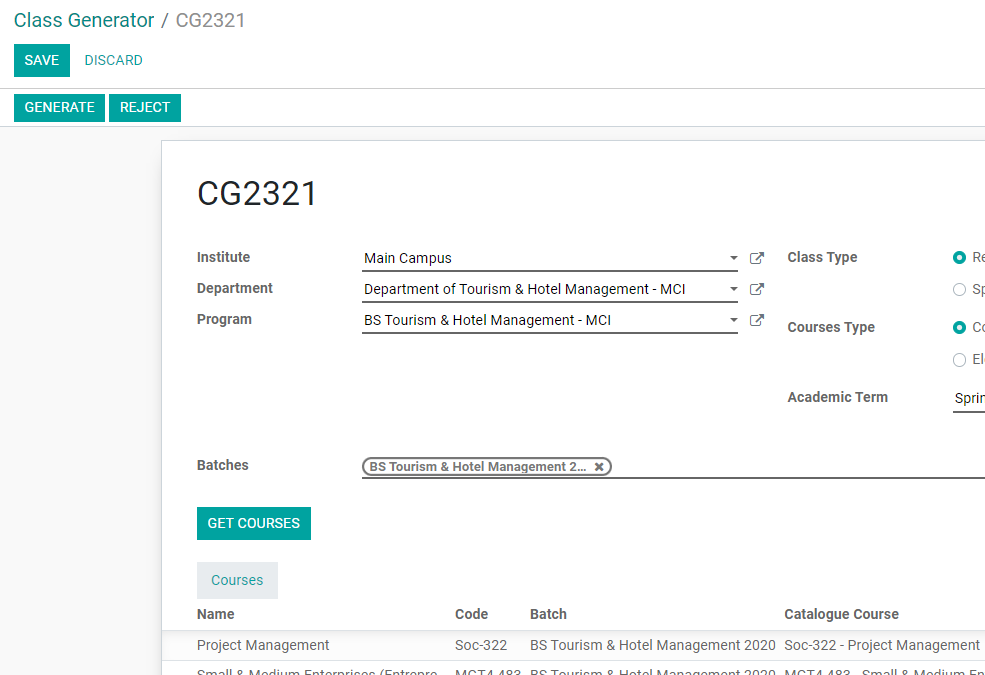 Class Generator / CG2321
SAVE DISCARD
GENERATE REJECT
CG2321
Institute Main Campus Class Type Re
Sp
Department Department of Tourism & Hotel Management - MCI
Program BS Tourism & Hotel Management - MCI Courses Type Co
Ele
Academic Term Sprin
Batches BS Tourism & Hotel Management 2...
GET COURSES
Courses
Name Code Batch Catalogue Course
Project Management Soc-322 BS Tourism & Hotel Management 2020 Soc-322 - Project Management
Small & Medium Enterprises (Entrepre MGT4 483 BS Tourism & Hotel Management 2020 MGT4 483 - Small & Medium En